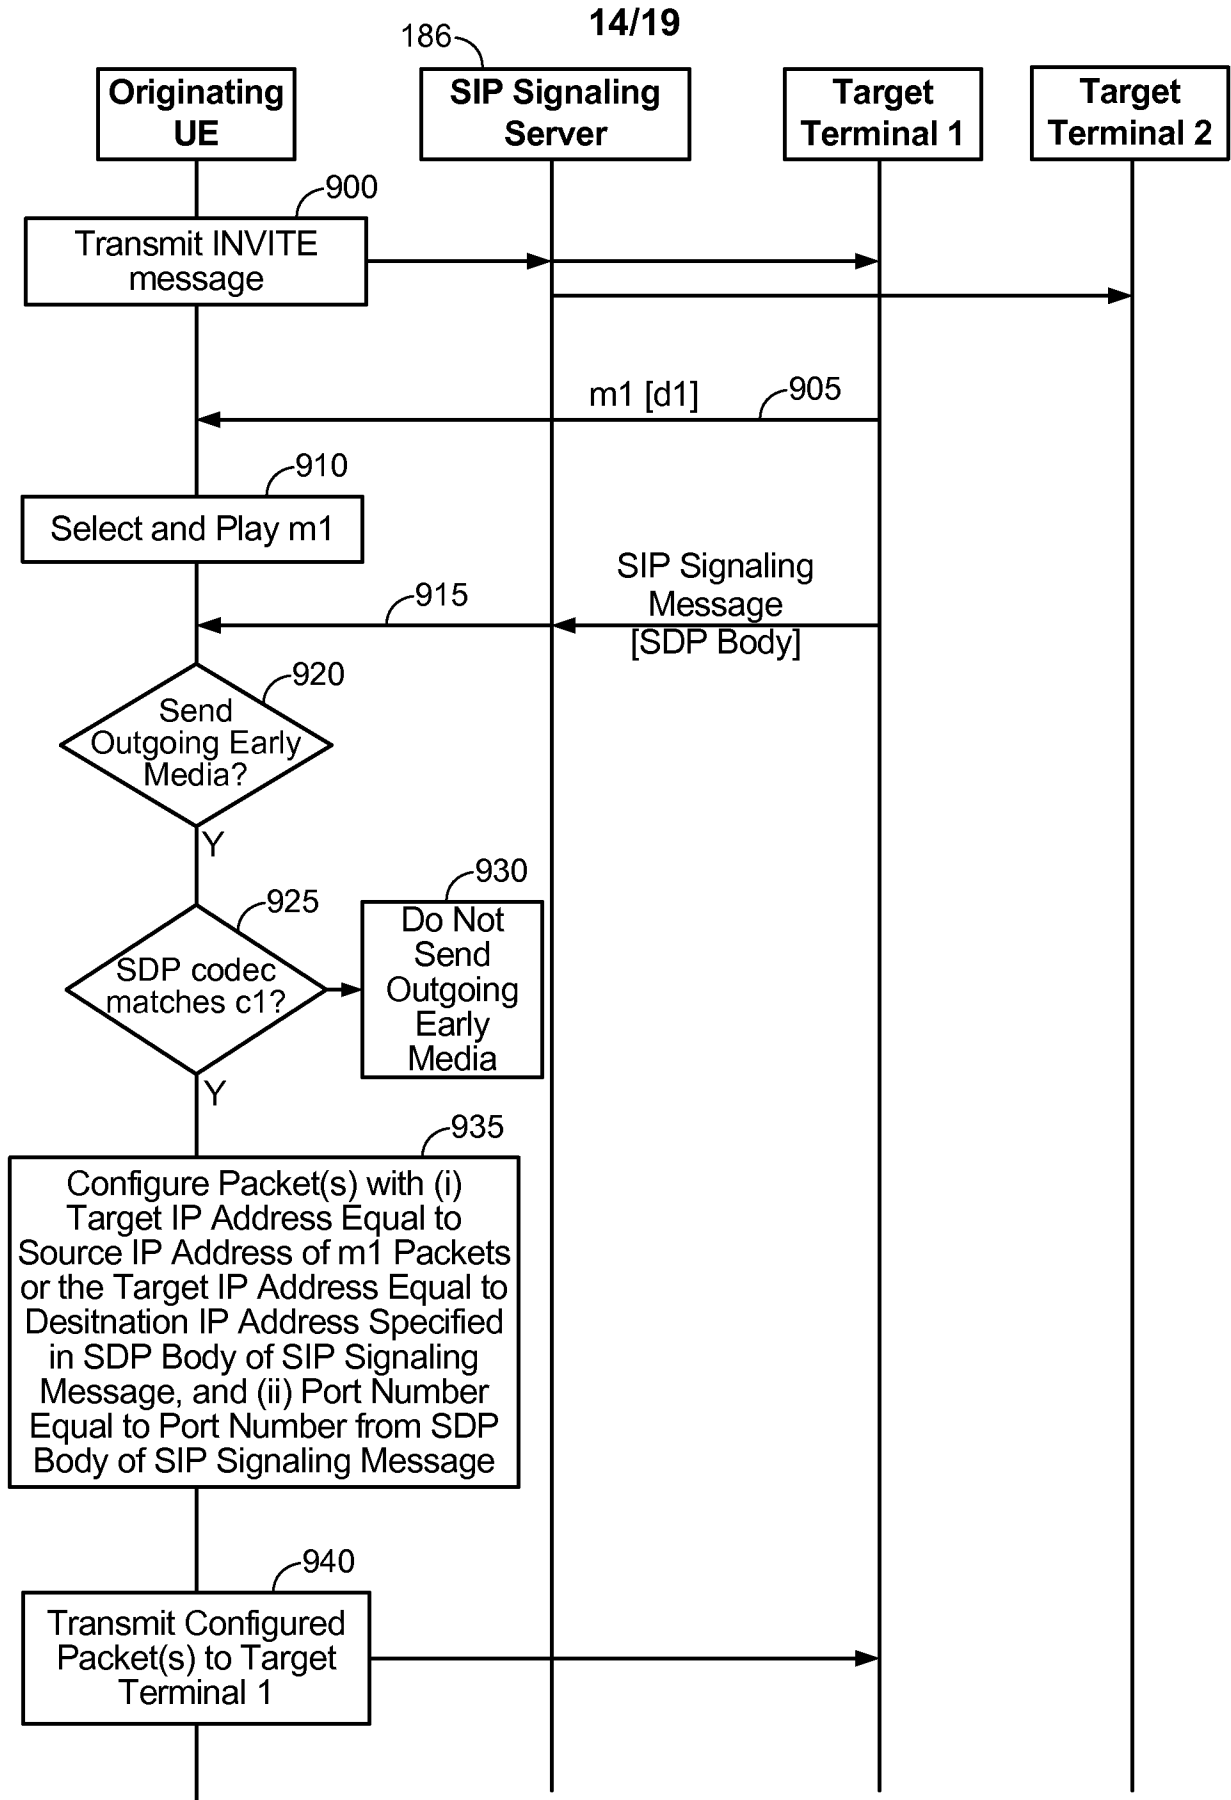 14/19
186
Originating
UE
SIP Signaling
Server
Target
Terminal 1
Target
Terminal 2
900
Transmit INVITE
message
m1 [d1]
905
910
Select and Play m1
915
SIP Signaling
Message
[SDP Body]
920
Send
Outgoing Early
Media?
Y
925
SDP codec
matches c1?
930
Do Not
Send
Outgoing
Early
Media
Y
935
Configure Packet(s) with (i)
Target IP Address Equal to
Source IP Address of m1 Packets
or the Target IP Address Equal to
Desitnation IP Address Specified
in SDP Body of SIP Signaling
Message, and (ii) Port Number
Equal to Port Number from SDP
Body of SIP Signaling Message
940
Transmit Configured
Packet(s) to Target
Terminal 1